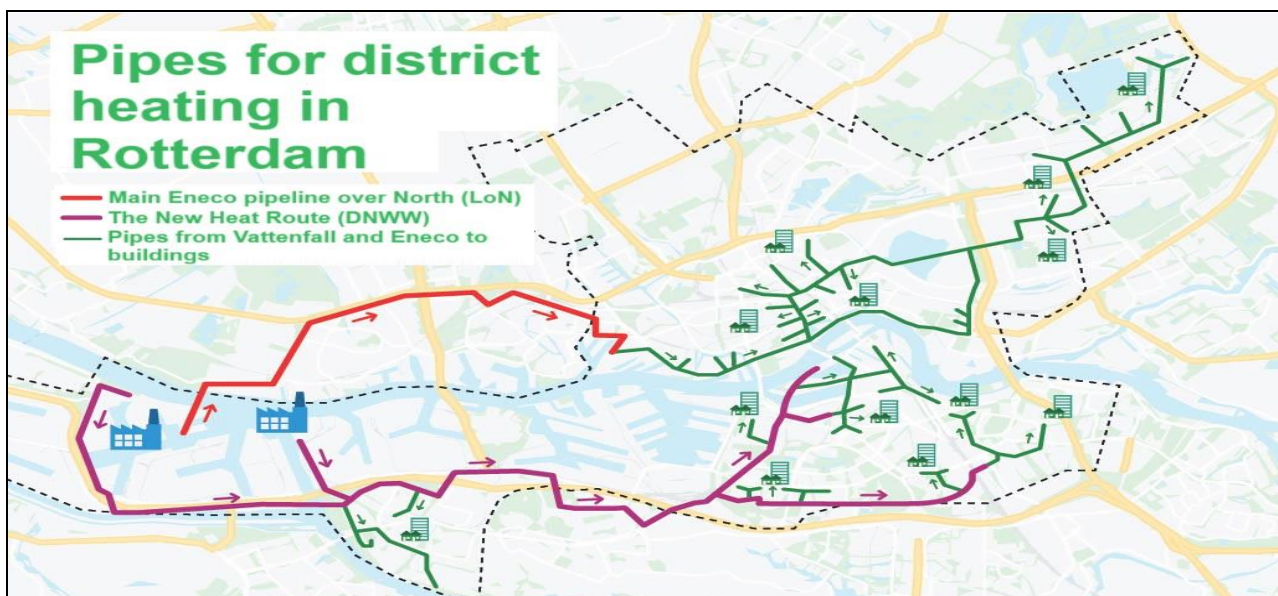 Pipes for district
heating in
Rotterdam
Main Eneco pipeline over North (LoN)
The New Heat Route (DNWW)
Pipes from Vattenfall and Eneco to
buildings